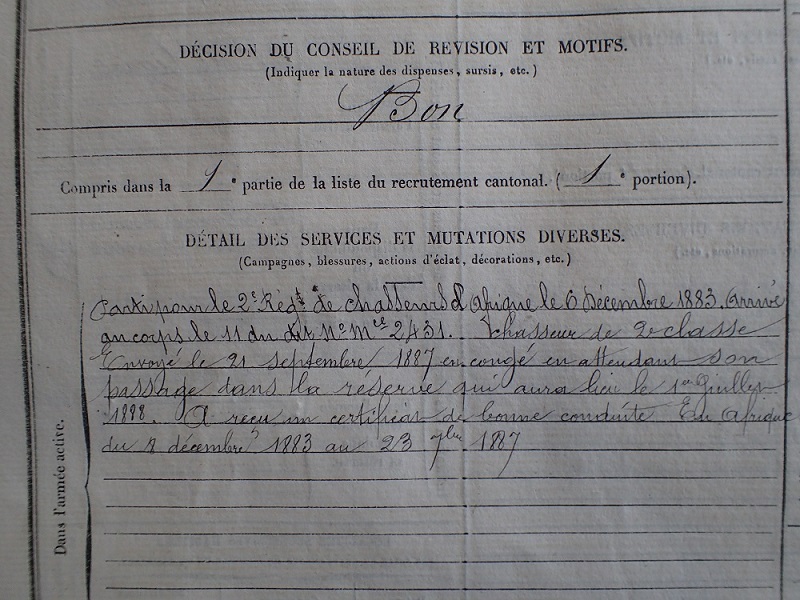 DÉCISION DU CONSEIL DE REVISION ET MOTIFS.
(Indiquer la nature des dispenses, sursis, etc.)
Bon
Compris dans la 1e partie de la liste du recrutement cantonal. (1e portion).
DÉTAIL DES SERVICES ET MUTATIONS DIVERSES.
(Campagnes, blessures, actions d'éclat, décorations, etc.)
Parti pour le 2e Régt de chasseurs d'Afrique le 6 Décembre 1883. Arrivé
au corps le 11 du dit No Mle 2431. Chasseur de 2e classe
Envoyé le 21 septembre 1887 en congé en attendant son
passage dans la réserve qui aura lieu le 1er Juillet
1888. A reçu un certificat de bonne conduite En Afrique
du 8 décembre 1883 au 23 7bre 1887
Dans l'armée active.